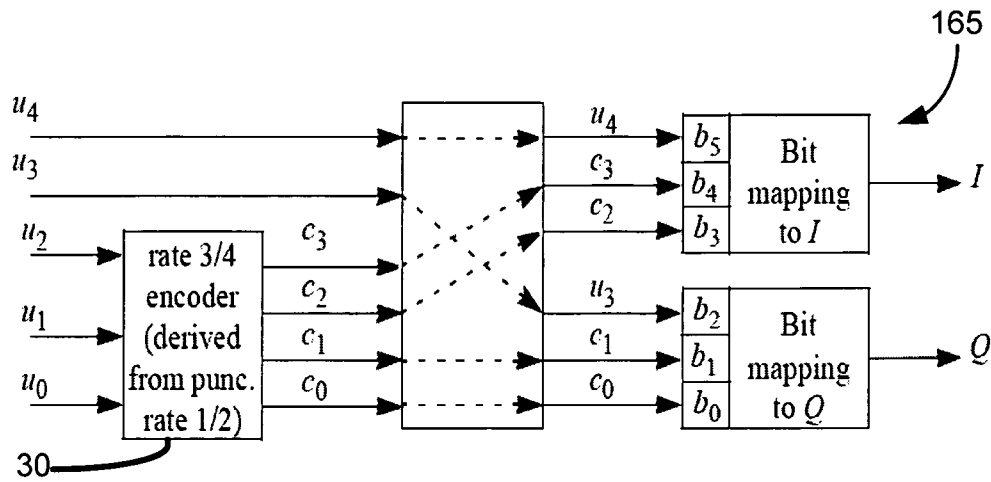 165
u4
u3
u2
u1
u0
rate 3/4
encoder
(derived
from punc.
rate 1/2)
30
c3
c2
c1
c0
u4
c3
c2
u3
c1
c0
b5
b4
b3
Bit
mapping
to I
I
b2
b1
b0
Bit
mapping
to Q
Q